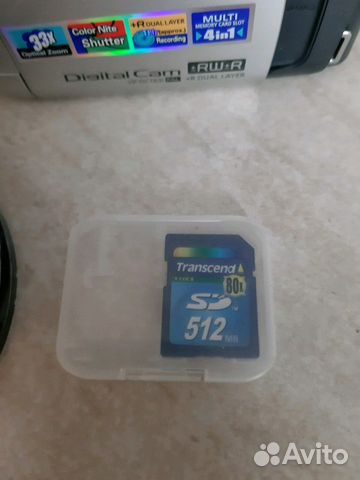 33x
Optical Zoom
Color Nite
Shutter
+R DUAL LAYER
(approx.)
Recording
MULTI
MEMORY CARD SLOT
4in1
Digital Cam
+RW+R
+R DUAL LAYER
Transcend
80X
SD
512
MB
Avito